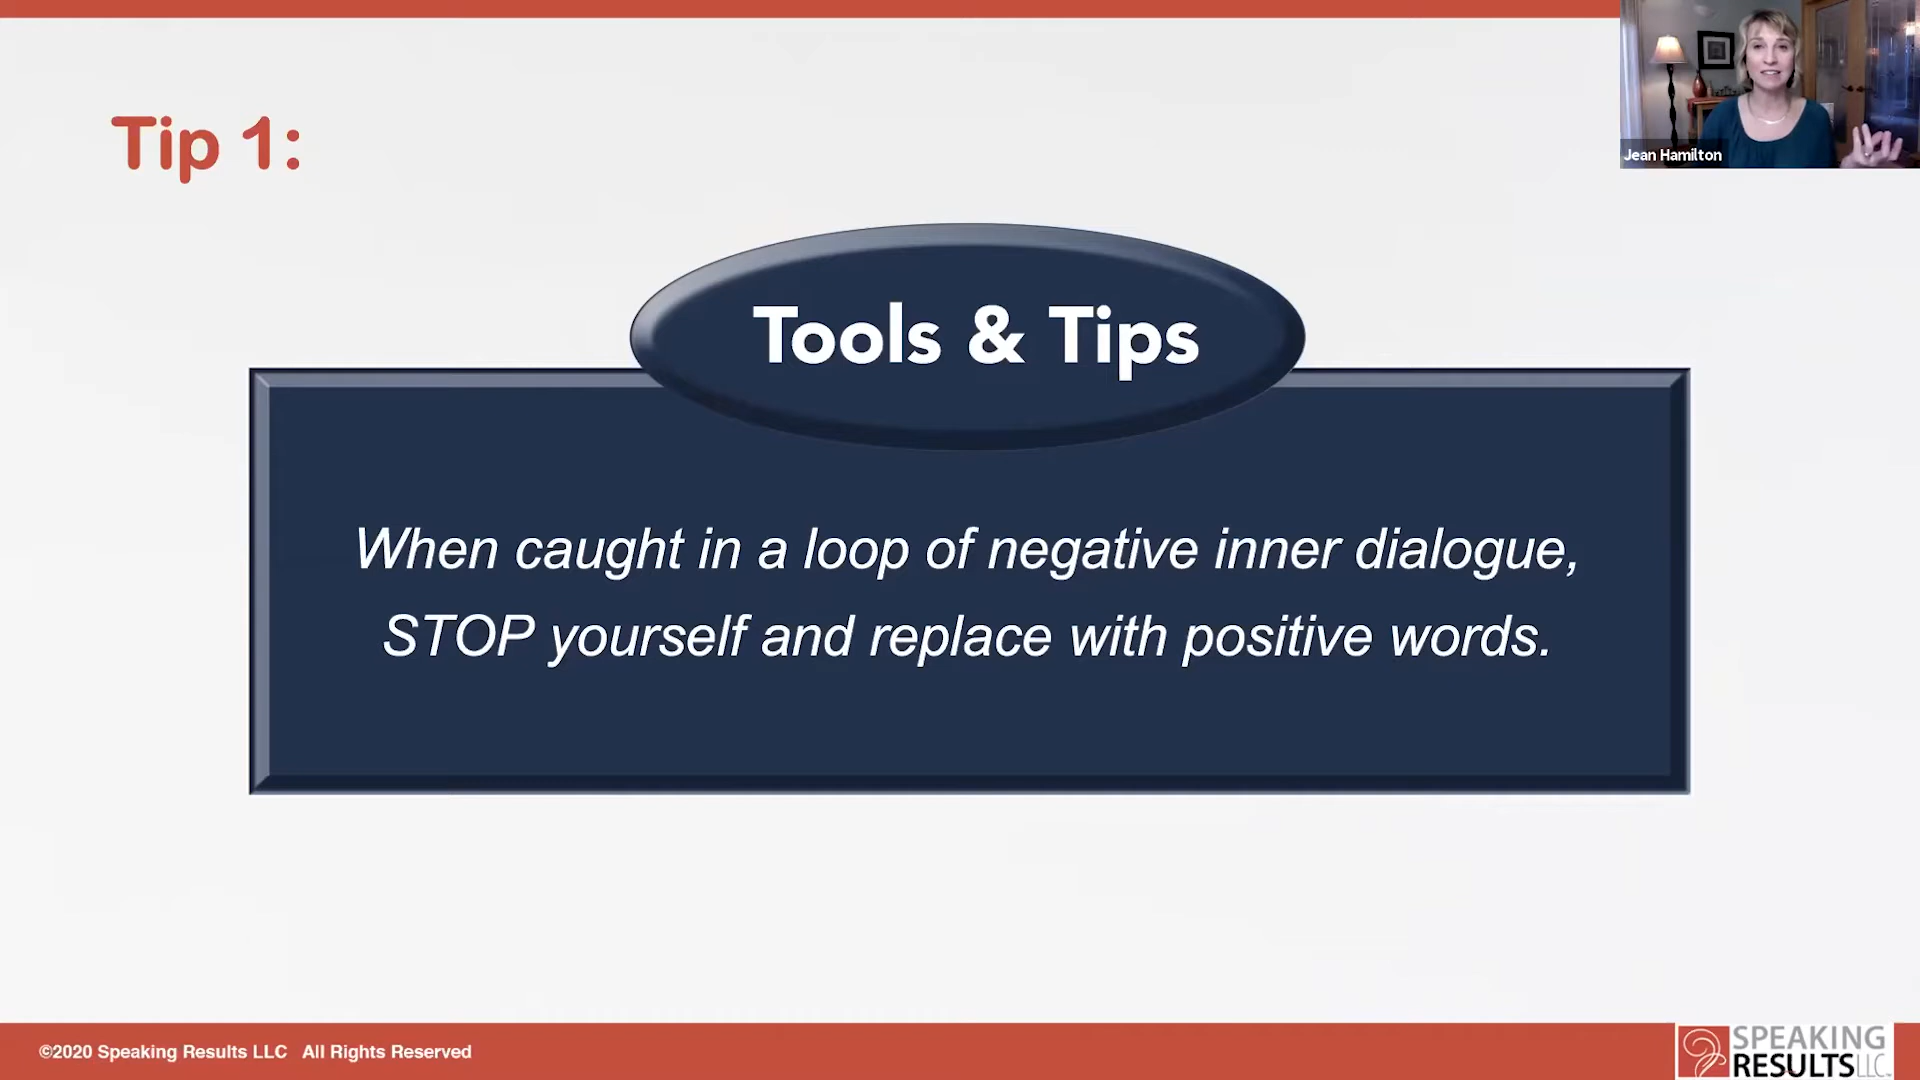 Tip 1:
Jean Hamilton
Tools & Tips
When caught in a loop of negative inner dialogue,
STOP yourself and replace with positive words.
©2020 Speaking Results LLC All Rights Reserved
SPEAKING
RESULTS LLC